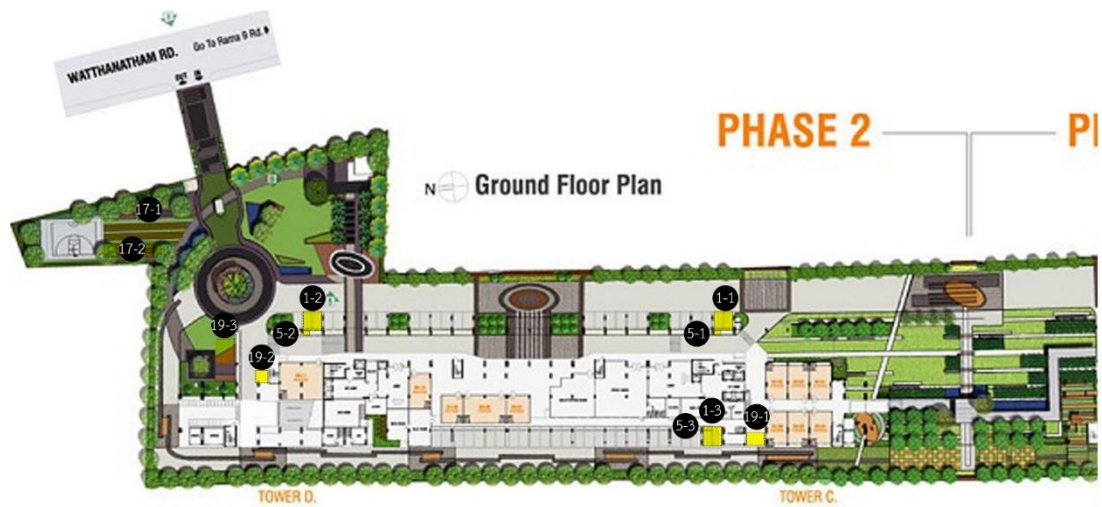 WATTHANATHAM RD.
Go To Rama 9 Rd.
OUT
IN
PHASE 2
N
Ground Floor Plan
17-1
17-2
1-2
1-1
19-3
5-2
5-1
19-2
1-3
19-1
5-3
TOWER D.
TOWER C.